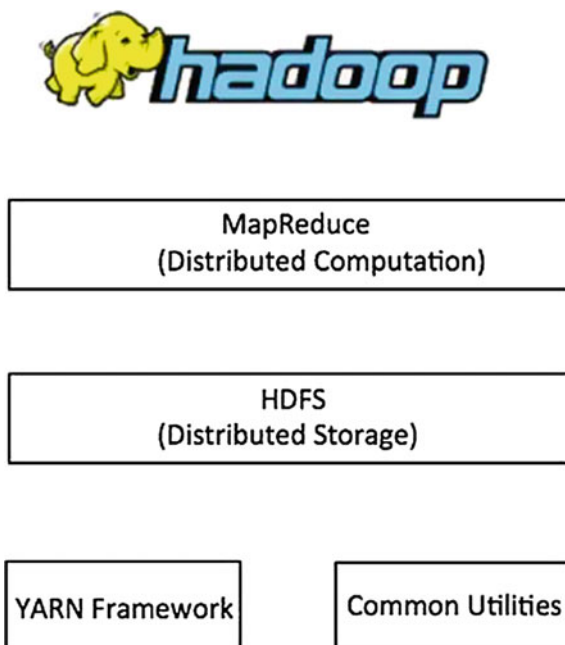 hadoop
MapReduce
(Distributed Computation)
HDFS
(Distributed Storage)
YARN Framework
Common Utilities